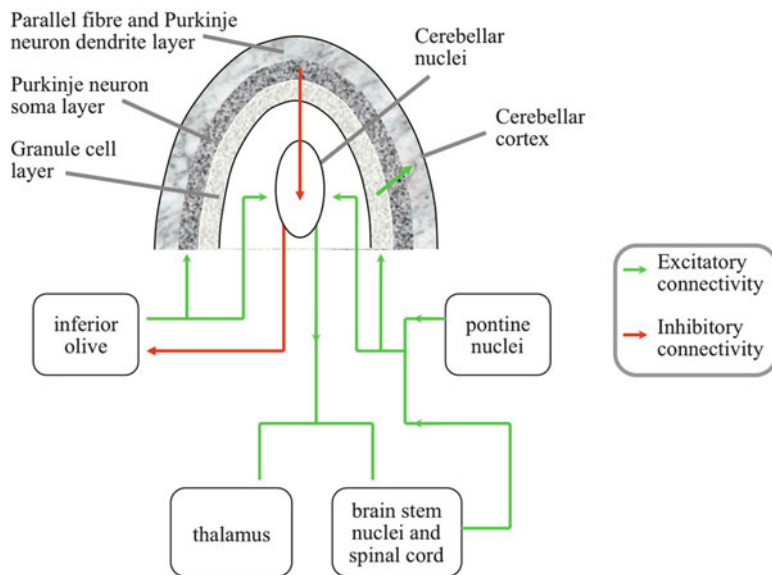 Parallel fibre and Purkinje
neuron dendrite layer
Purkinje neuron
soma layer
Granule cell
layer
Cerebellar
nuclei
Cerebellar
cortex
inferior
olive
pontine
nuclei
Excitatory
connectivity
Inhibitory
connectivity
thalamus
brain stem
nuclei and
spinal cord